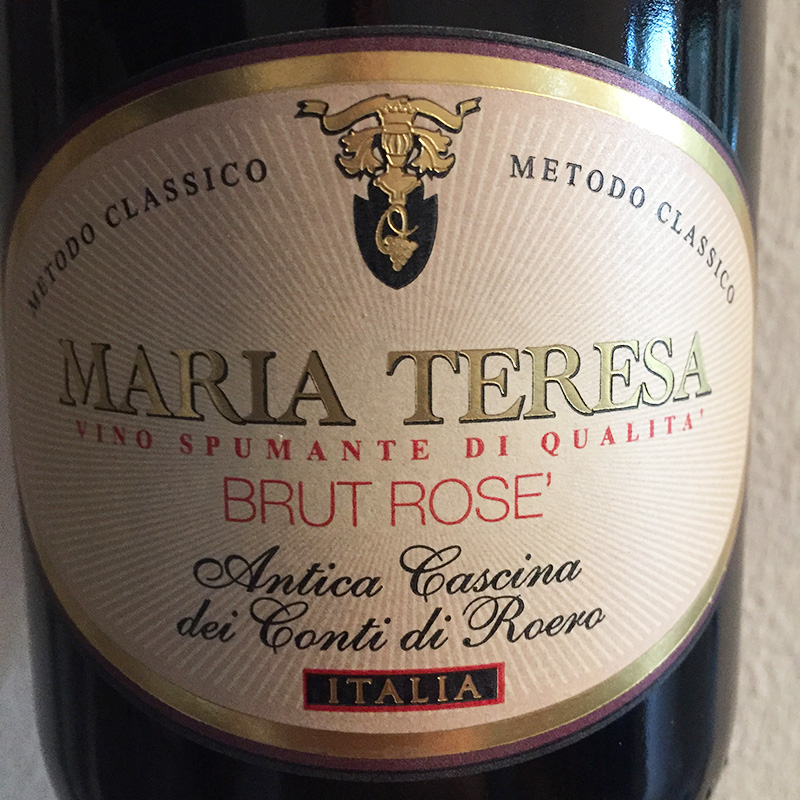 METODO CLASSICO
METODO CLASSICO
MARIA TERESA
VINO SPUMANTE DI QUALITA'
BRUT ROSE'
Antica Cascina
dei Conti di Roero
ITALIA